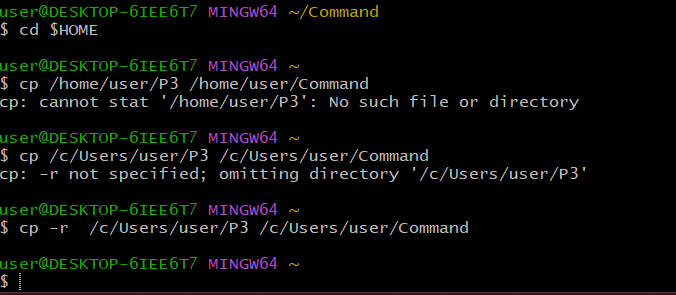 user@DESKTOP-6IEE6T7 MINGW64 ~/Command
$ cd $HOME
user@DESKTOP-6IEE6T7 MINGW64 ~
$ cp /home/user/P3 /home/user/Command
cp: cannot stat '/home/user/P3': No such file or directory
user@DESKTOP-6IEE6T7 MINGW64 ~
$ cp /c/Users/user/P3 /c/Users/user/Command
cp: -r not specified; omitting directory '/c/Users/user/P3'
user@DESKTOP-6IEE6T7 MINGW64 ~
$ cp -r  /c/Users/user/P3 /c/Users/user/Command
user@DESKTOP-6IEE6T7 MINGW64 ~
$